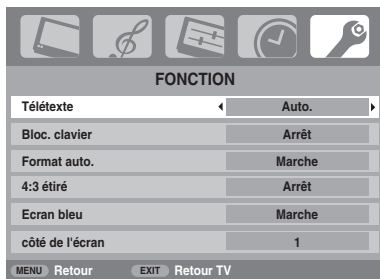 FONCTION
Télétexte Auto.
Bloc. clavier Arrêt
Format auto. Marche
4:3 étiré Arrêt
Ecran bleu Marche
côté de l'écran 1
MENU Retour EXIT Retour TV